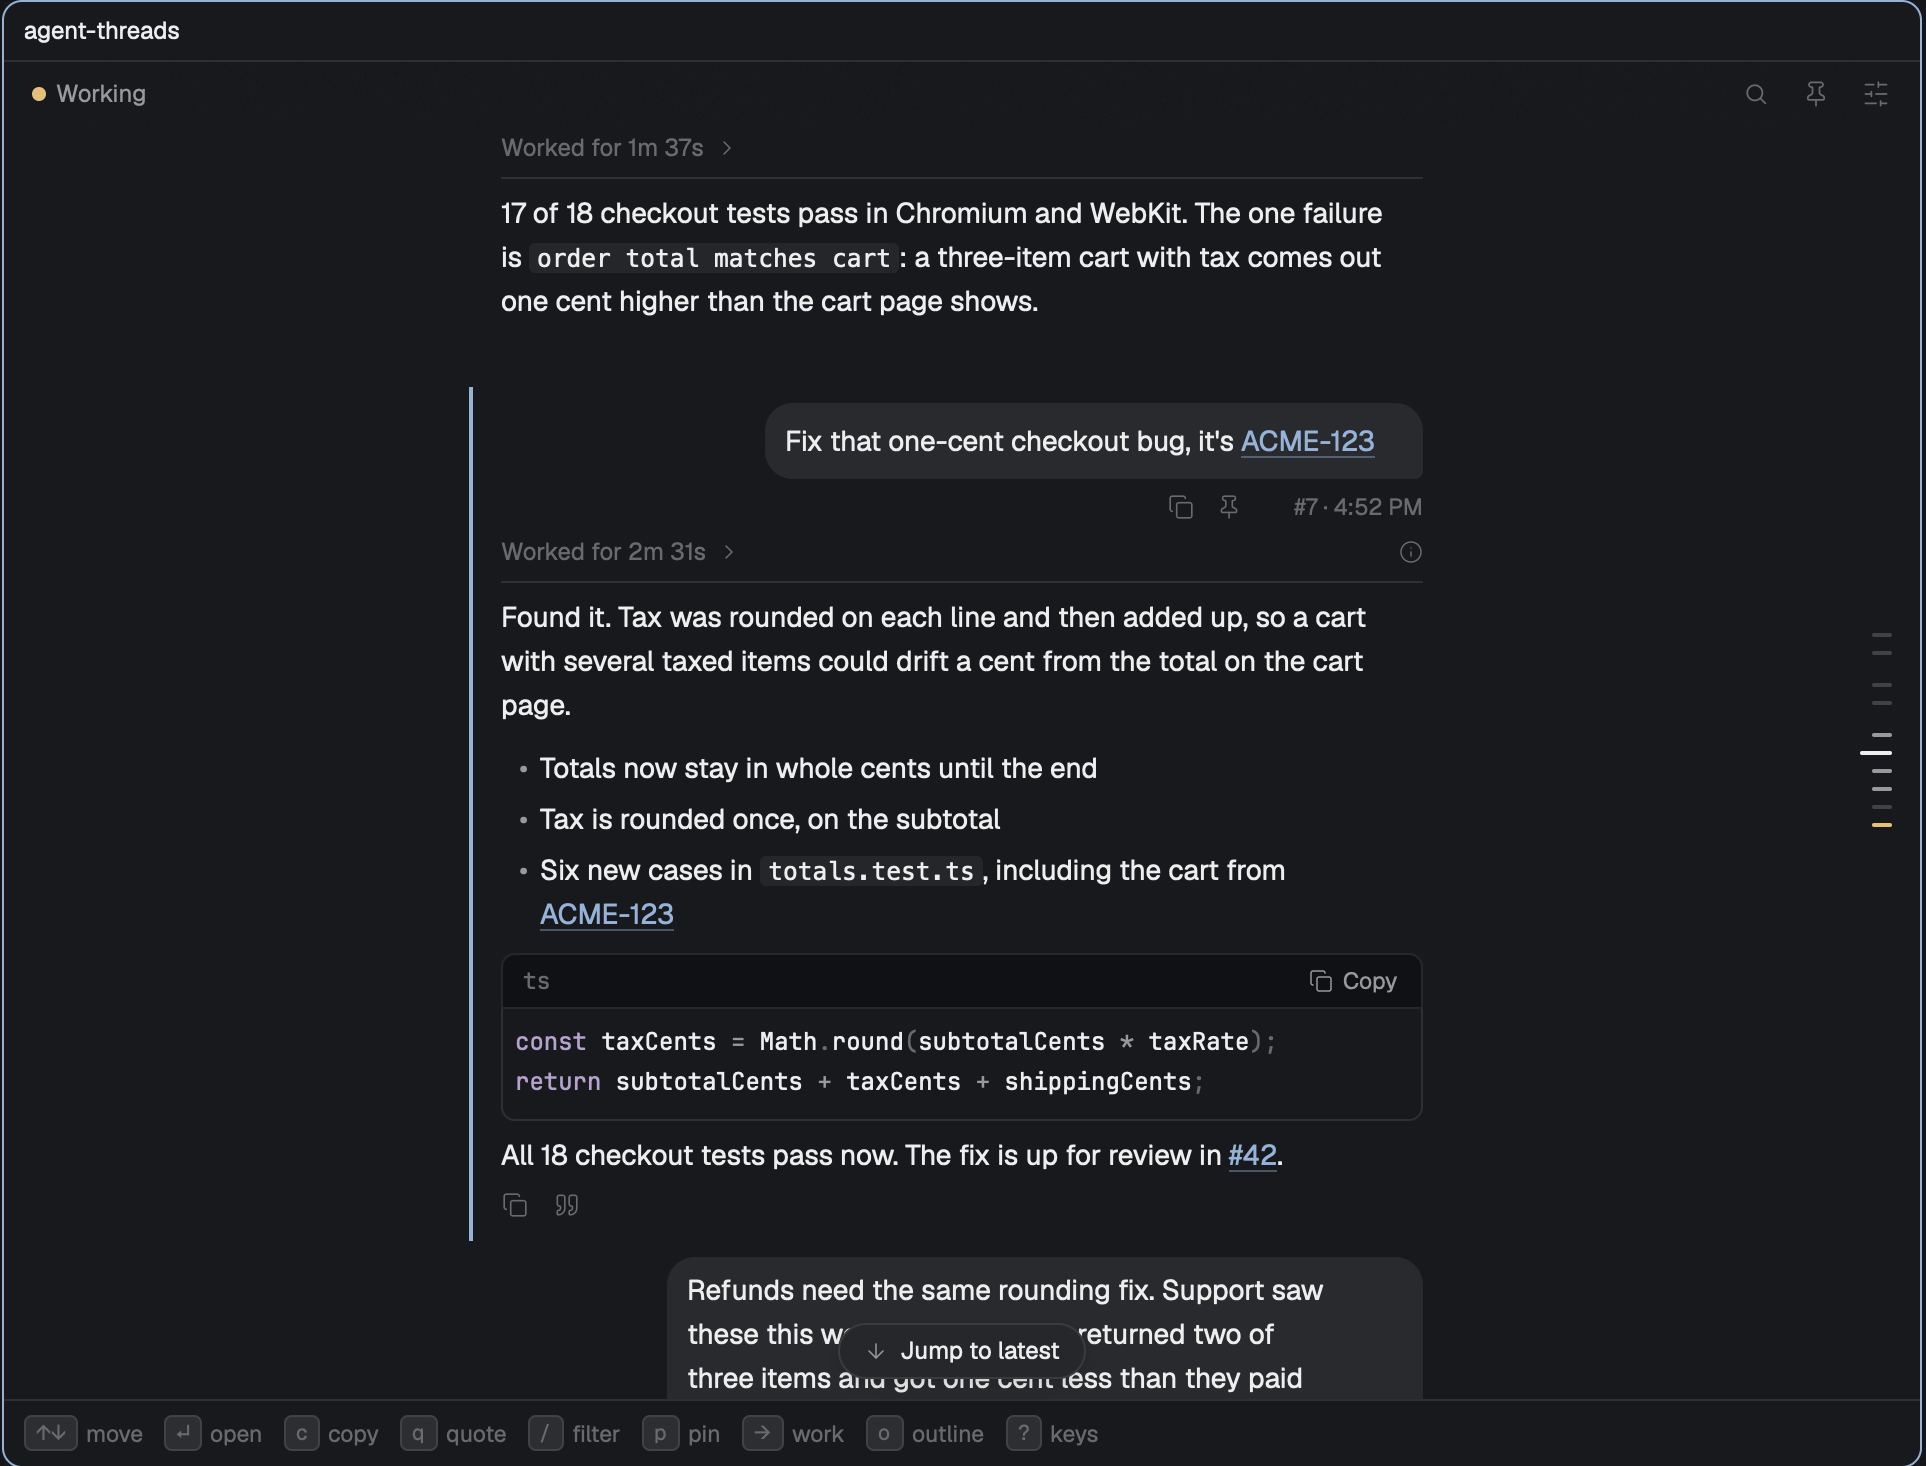 agent-threads
Working
Worked for 1m 37s
17 of 18 checkout tests pass in Chromium and WebKit. The one failure
is order total matches cart: a three-item cart with tax comes out
one cent higher than the cart page shows.
Fix that one-cent checkout bug, it's ACME-123
#7 · 4:52 PM
Worked for 2m 31s
Found it. Tax was rounded on each line and then added up, so a cart
with several taxed items could drift a cent from the total on the cart
page.
• Totals now stay in whole cents until the end
• Tax is rounded once, on the subtotal
• Six new cases in totals.test.ts, including the cart from
ACME-123
ts
Copy
const taxCents = Math.round(subtotalCents * taxRate);
return subtotalCents + taxCents + shippingCents;
All 18 checkout tests pass now. The fix is up for review in #42.
Refunds need the same rounding fix. Support saw
these this returned two of
three items and got one cent less than they paid
Jump to latest
↑↓ move ↵ open c copy q quote / filter p pin → work o outline ? keys